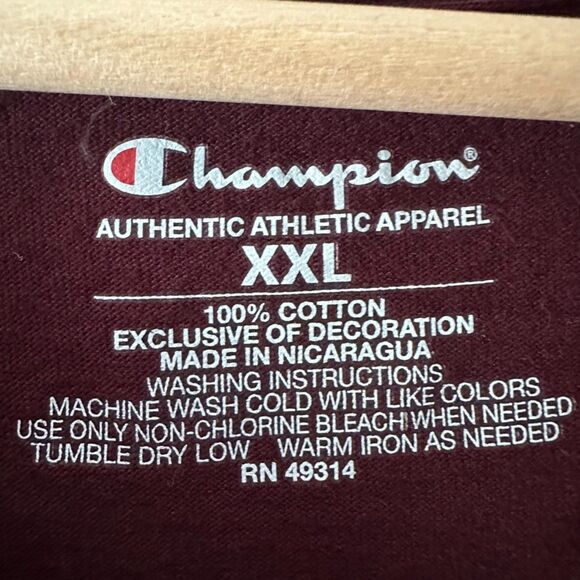 Champion®
AUTHENTIC ATHLETIC APPAREL
XXL
100% COTTON
EXCLUSIVE OF DECORATION
MADE IN NICARAGUA
WASHING INSTRUCTIONS
MACHINE WASH COLD WITH LIKE COLORS
USE ONLY NON-CHLORINE BLEACH WHEN NEEDED
TUMBLE DRY LOW WARM IRON AS NEEDED
RN 49314